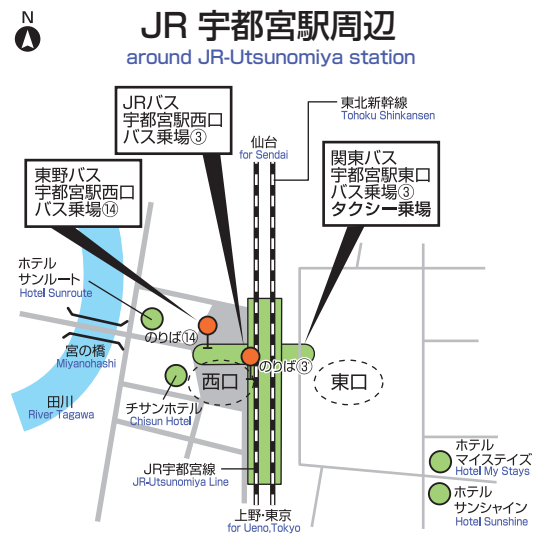 N
JR 宇都宮駅周辺
around JR-Utsunomiya station
JRバス
宇都宮駅西口
バス乗場③
東北新幹線
Tohoku Shinkansen
仙台
for Sendai
関東バス
宇都宮駅東口
バス乗場③
タクシー乗場
東野バス
宇都宮駅西口
バス乗場⑭
ホテル
サンルート
Hotel Sunroute
のりば⑭
宮の橋
Miyanohashi
のりば③
西口
東口
田川
River Tagawa
チサンホテル
Chisun Hotel
JR宇都宮線
JR-Utsunomiya Line
ホテル
マイステイズ
Hotel My Stays
ホテル
サンシャイン
Hotel Sunshine
上野・東京
for Ueno,Tokyo